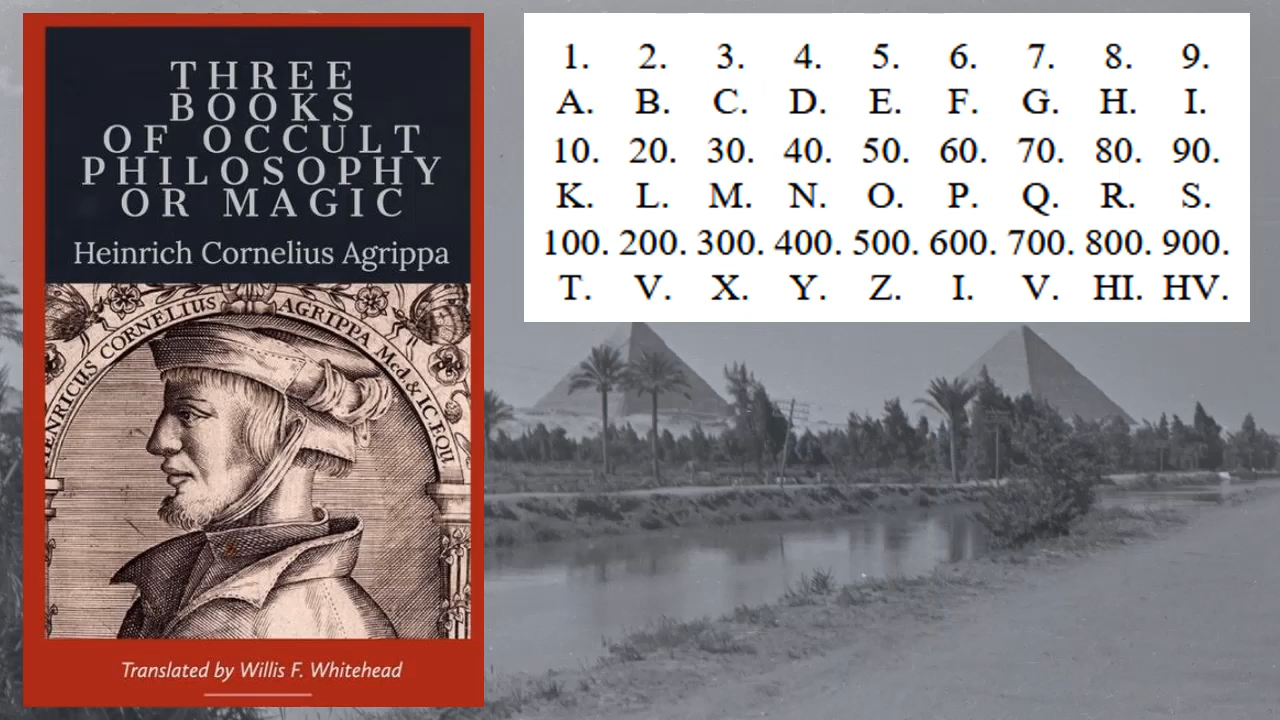 THREE
BOOKS
OF OCCULT
PHILOSOPHY
OR MAGIC
Heinrich Cornelius Agrippa
HENRICUS CORNELIUS AGRIPPA Med. & IC. EQU
Translated by Willis F. Whitehead
1. 2. 3. 4. 5. 6. 7. 8. 9.
A. B. C. D. E. F. G. H. I.
10. 20. 30. 40. 50. 60. 70. 80. 90.
K. L. M. N. O. P. Q. R. S.
100. 200. 300. 400. 500. 600. 700. 800. 900.
T. V. X. Y. Z. I. V. HI. HV.